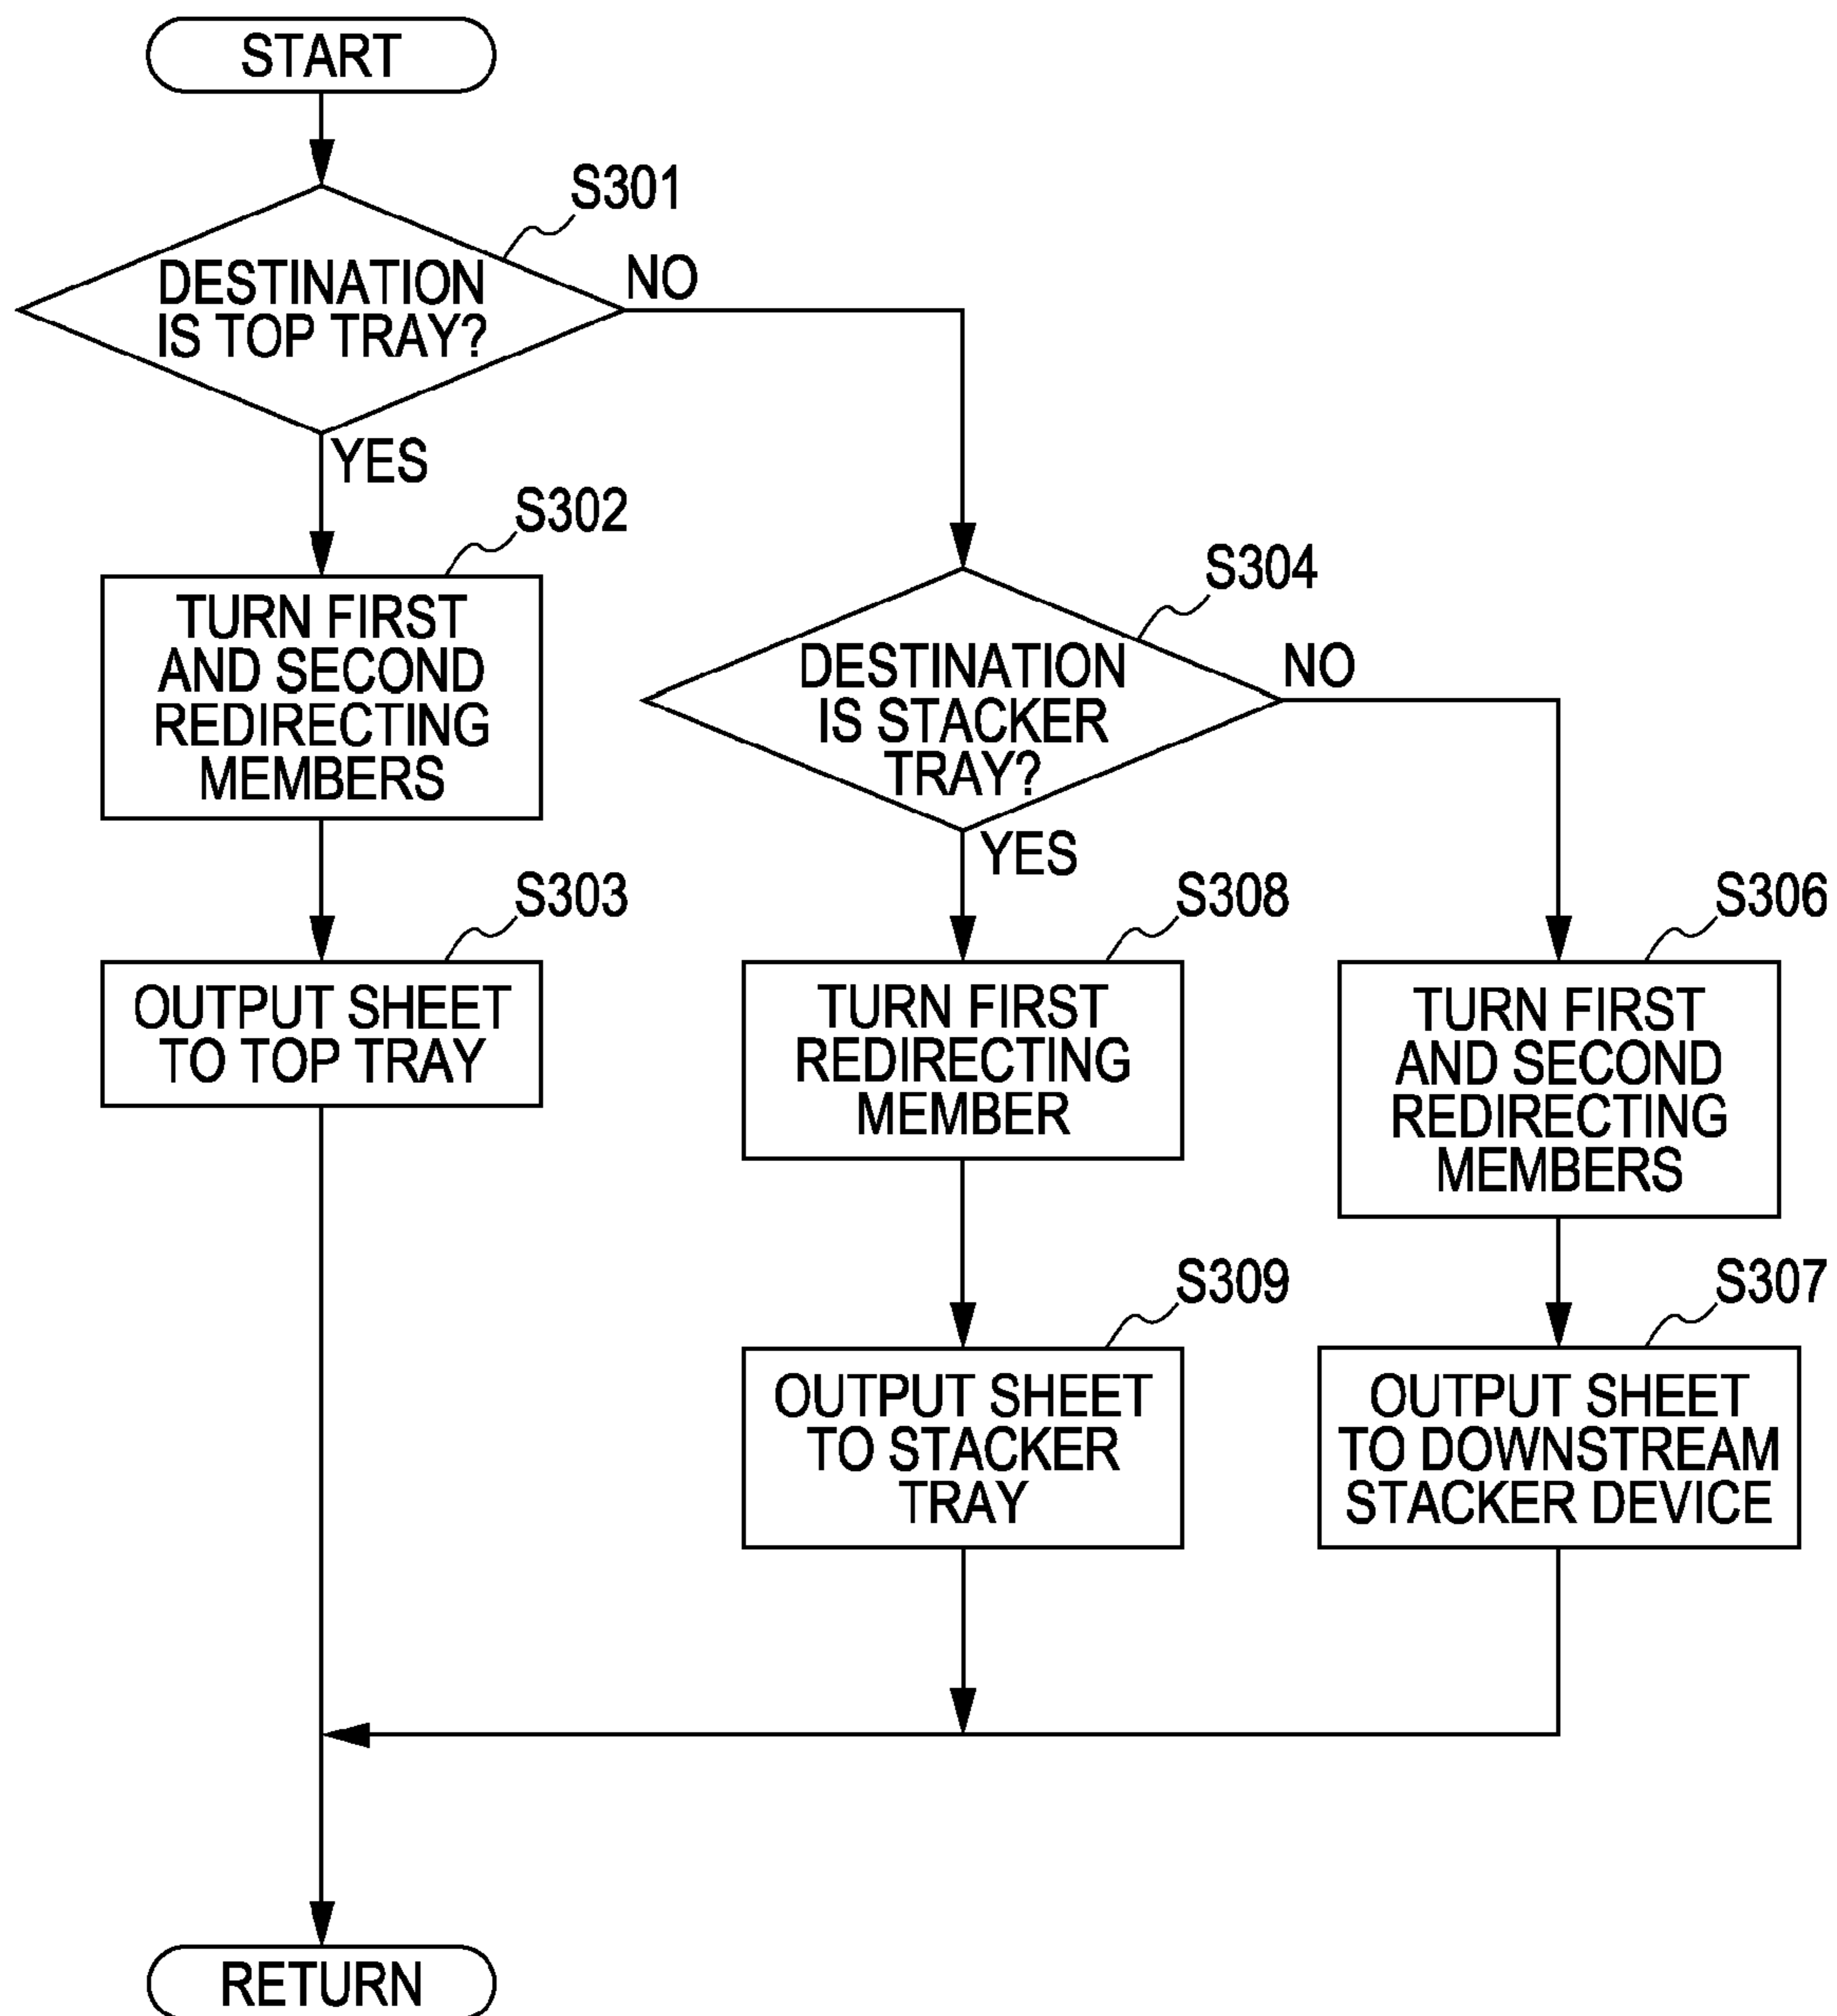 START
S301
DESTINATION
IS TOP TRAY?
NO
YES
S302
TURN FIRST
AND SECOND
REDIRECTING
MEMBERS
S303
OUTPUT SHEET
TO TOP TRAY
S304
DESTINATION
IS STACKER
TRAY?
NO
YES
S308
TURN FIRST
REDIRECTING
MEMBER
S309
OUTPUT SHEET
TO STACKER
TRAY
S306
TURN FIRST
AND SECOND
REDIRECTING
MEMBERS
S307
OUTPUT SHEET
TO DOWNSTREAM
STACKER DEVICE
RETURN